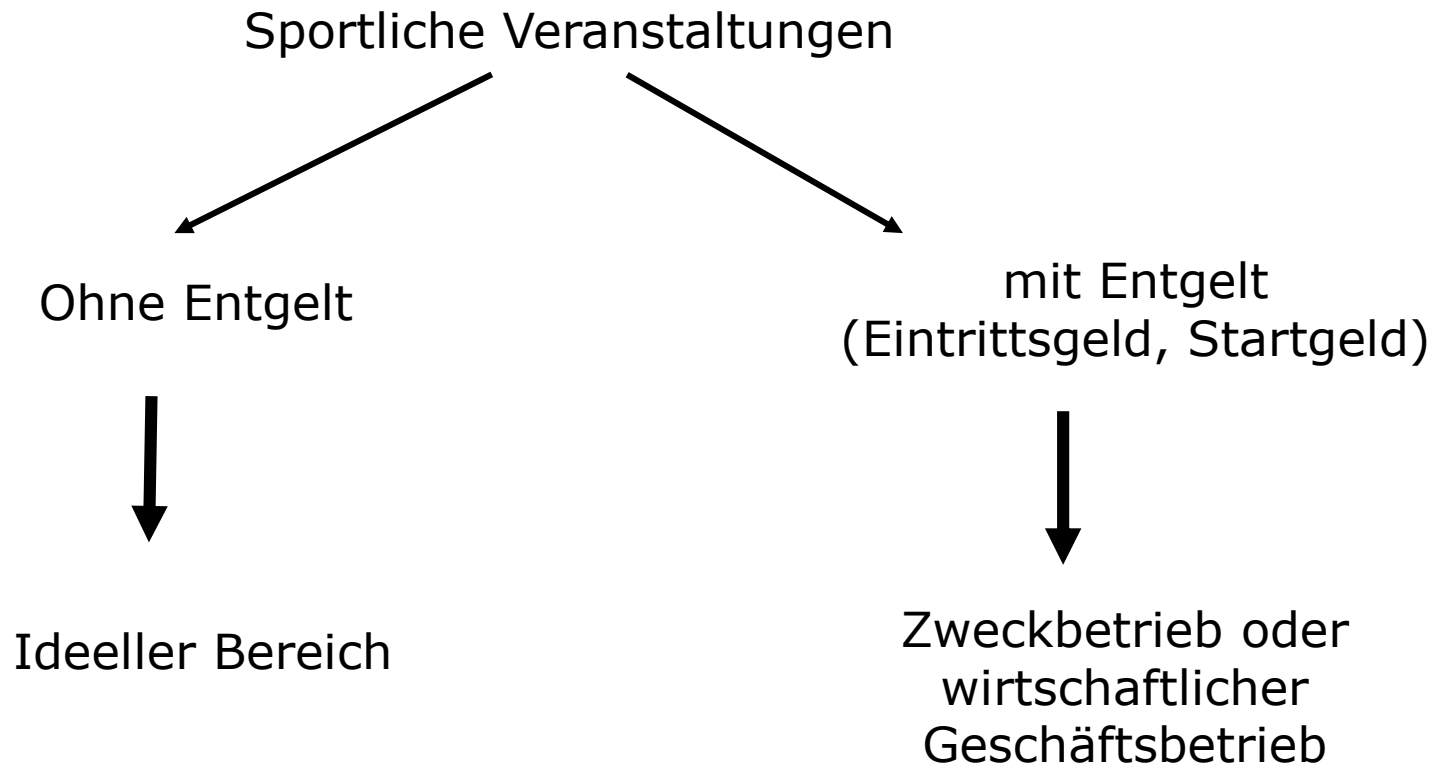 Sportliche Veranstaltungen
Ohne Entgelt
mit Entgelt
(Eintrittsgeld, Startgeld)
Ideeller Bereich
Zweckbetrieb oder
wirtschaftlicher
Geschäftsbetrieb